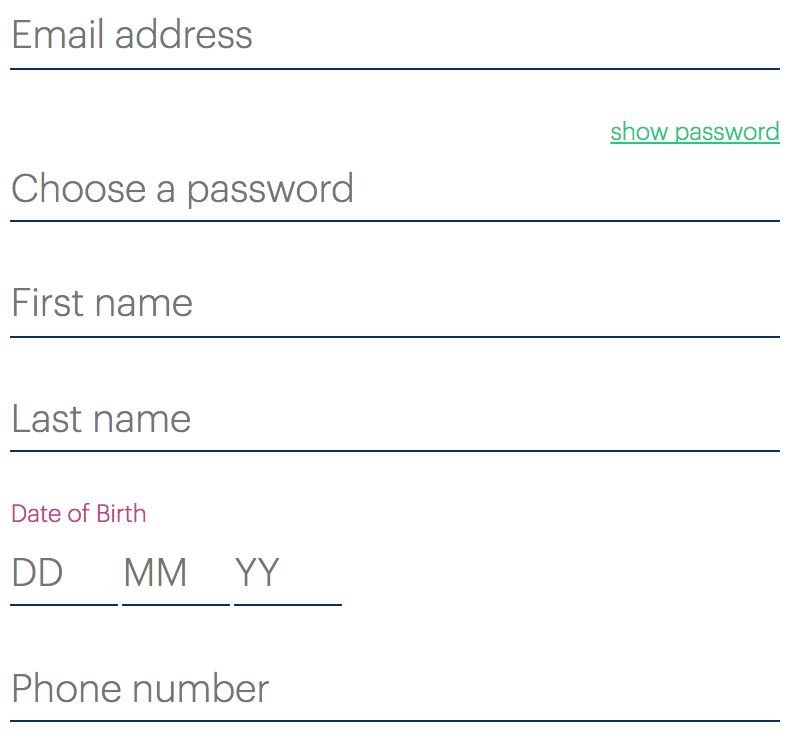 Email address
show password
Choose a password
First name
Last name
Date of Birth
DD MM YY
Phone number